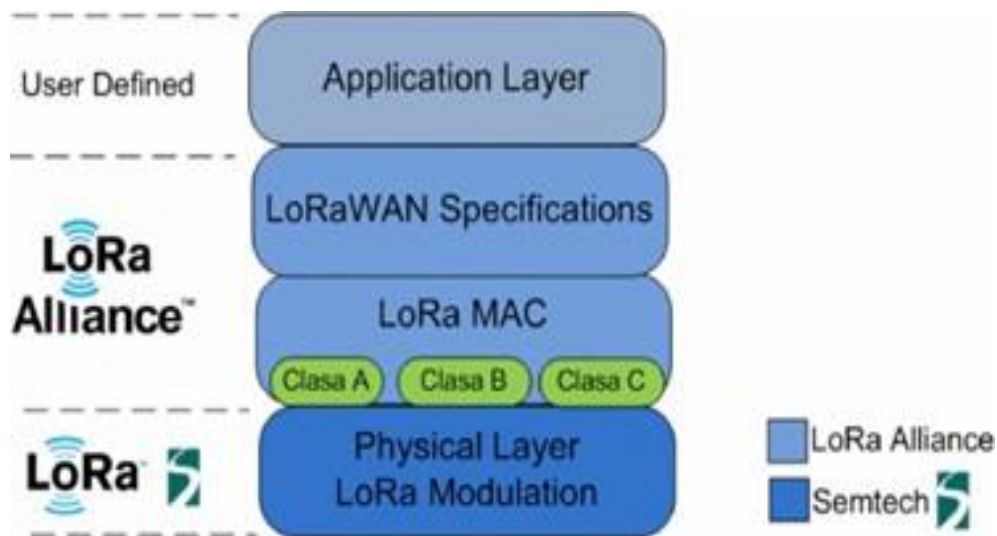 User Defined
Application Layer
LoRaWAN Specifications
LoRa
Alliance™
LoRa MAC
Clasa A
Clasa B
Clasa C
LoRa™
Physical Layer
LoRa Modulation
LoRa Alliance
Semtech